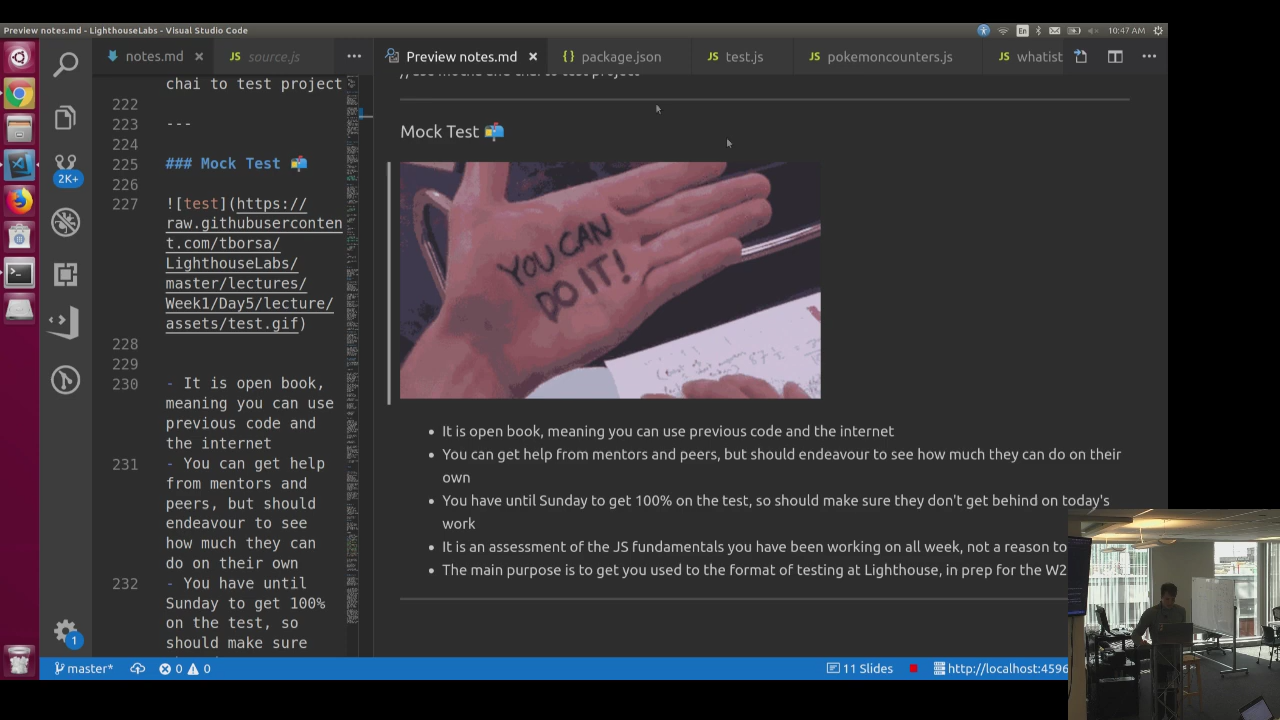 Preview notes.md - LighthouseLabs - Visual Studio Code
En
10:47 AM
notes.md
JS source.js
Preview notes.md
{} package.json
JS test.js
JS pokemoncounters.js
JS whatist
chai to test project
222
223 ---
224
225 ### Mock Test
226
227 ![test](https://
raw.githubuserconten
t.com/tborsa/
LighthouseLabs/
master/lectures/
Week1/Day5/lecture/
assets/test.gif)
228
229
230 - It is open book,
meaning you can use
previous code and
the internet
231 - You can get help
from mentors and
peers, but should
endeavour to see
how much they can
do on their own
232 - You have until
Sunday to get 100%
on the test, so
should make sure
2K+
1
Mock Test
YOU CAN
DO IT!
• It is open book, meaning you can use previous code and the internet
• You can get help from mentors and peers, but should endeavour to see how much they can do on their
own
• You have until Sunday to get 100% on the test, so should make sure they don't get behind on today's
work
• It is an assessment of the JS fundamentals you have been working on all week, not a reason to
• The main purpose is to get you used to the format of testing at Lighthouse, in prep for the W2
master*
0
0
11 Slides
http://localhost:4596